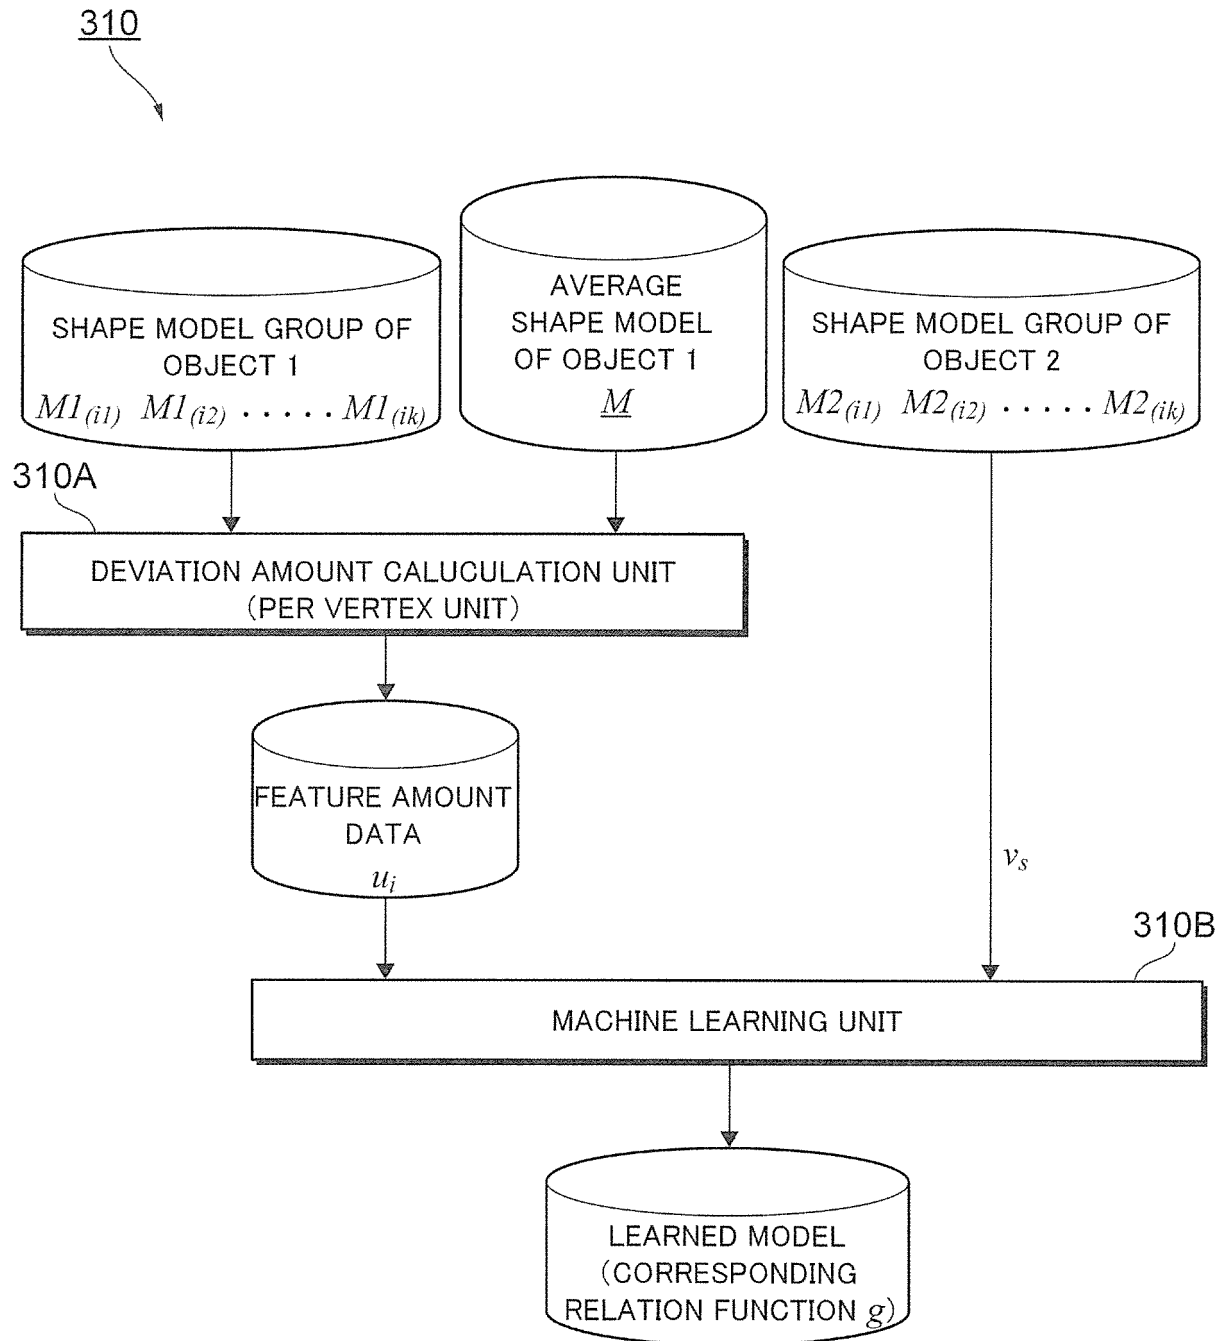 310
SHAPE MODEL GROUP OF
OBJECT 1
M1(i1) M1(i2) ..... M1(ik)
AVERAGE
SHAPE MODEL
OF OBJECT 1
M
SHAPE MODEL GROUP OF
OBJECT 2
M2(i1) M2(i2) ..... M2(ik)
310A
DEVIATION AMOUNT CALUCULATION UNIT
(PER VERTEX UNIT)
FEATURE AMOUNT
DATA
ui
vs
310B
MACHINE LEARNING UNIT
LEARNED MODEL
(CORRESPONDING
RELATION FUNCTION g)